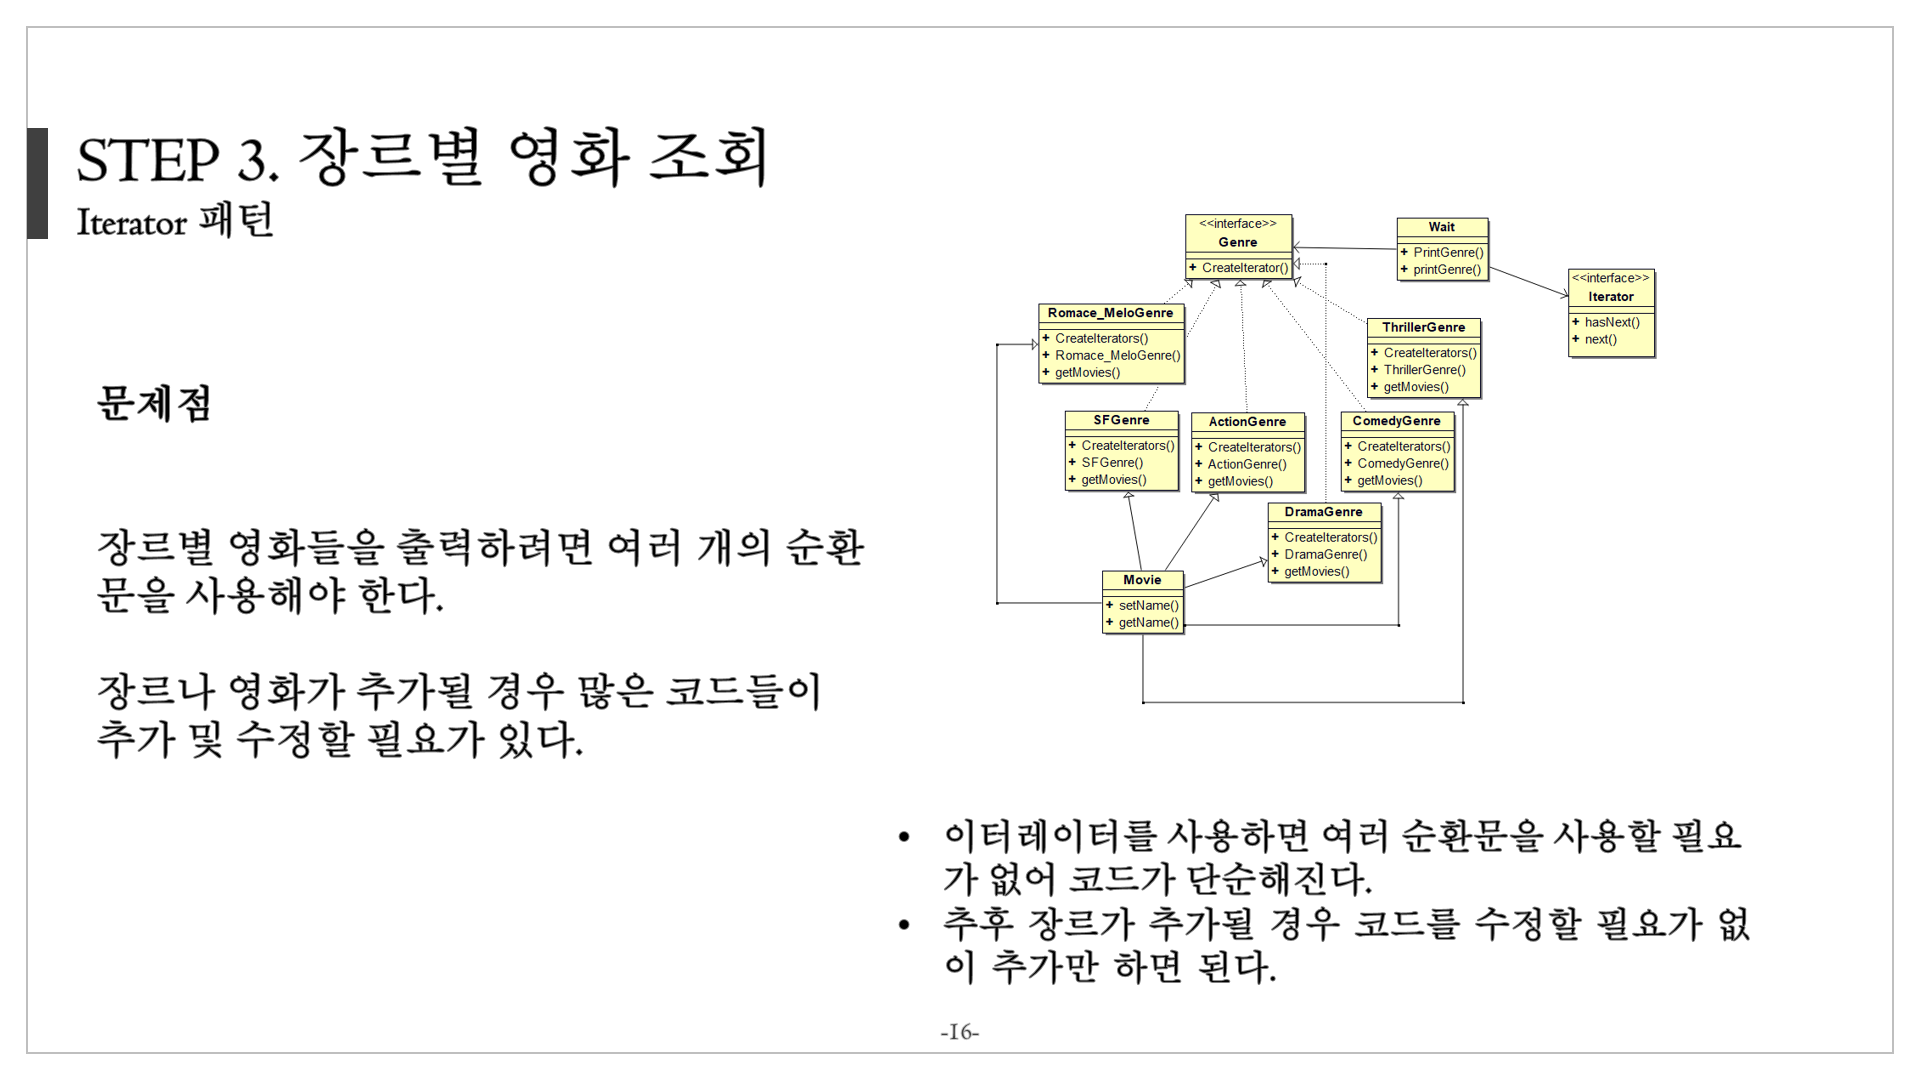 STEP 3. 장르별 영화 조회
Iterator 패턴
문제점
장르별 영화들을 출력하려면 여러 개의 순환
문을 사용해야 한다.
장르나 영화가 추가될 경우 많은 코드들이
추가 및 수정할 필요가 있다.
<<interface>>
Genre
+ CreateIterator()
Wait
+ PrintGenre()
+ printGenre()
<<interface>>
Iterator
+ hasNext()
+ next()
Romace_MeloGenre
+ CreateIterators()
+ Romace_MeloGenre()
+ getMovies()
ThrillerGenre
+ CreateIterators()
+ ThrillerGenre()
+ getMovies()
SFGenre
+ CreateIterators()
+ SFGenre()
+ getMovies()
ActionGenre
+ CreateIterators()
+ ActionGenre()
+ getMovies()
ComedyGenre
+ CreateIterators()
+ ComedyGenre()
+ getMovies()
DramaGenre
+ CreateIterators()
+ DramaGenre()
+ getMovies()
Movie
+ setName()
+ getName()
• 이터레이터를 사용하면 여러 순환문을 사용할 필요
가 없어 코드가 단순해진다.
• 추후 장르가 추가될 경우 코드를 수정할 필요가 없
이 추가만 하면 된다.
-16-